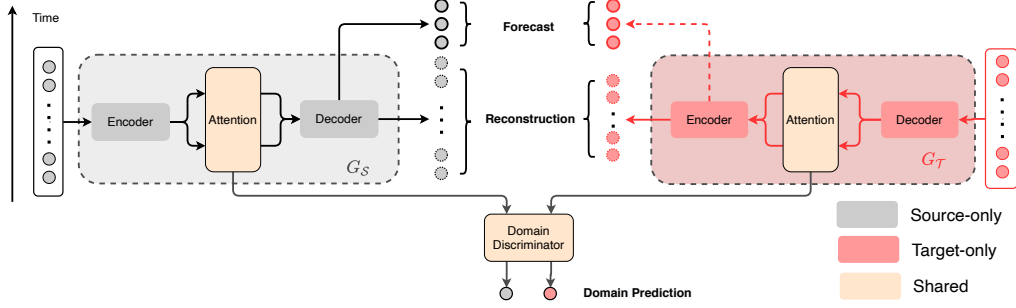 Time
Forecast
Reconstruction
Encoder
Attention
Decoder
G_S
Encoder
Attention
Decoder
G_T
Domain
Discriminator
Domain Prediction
Source-only
Target-only
Shared